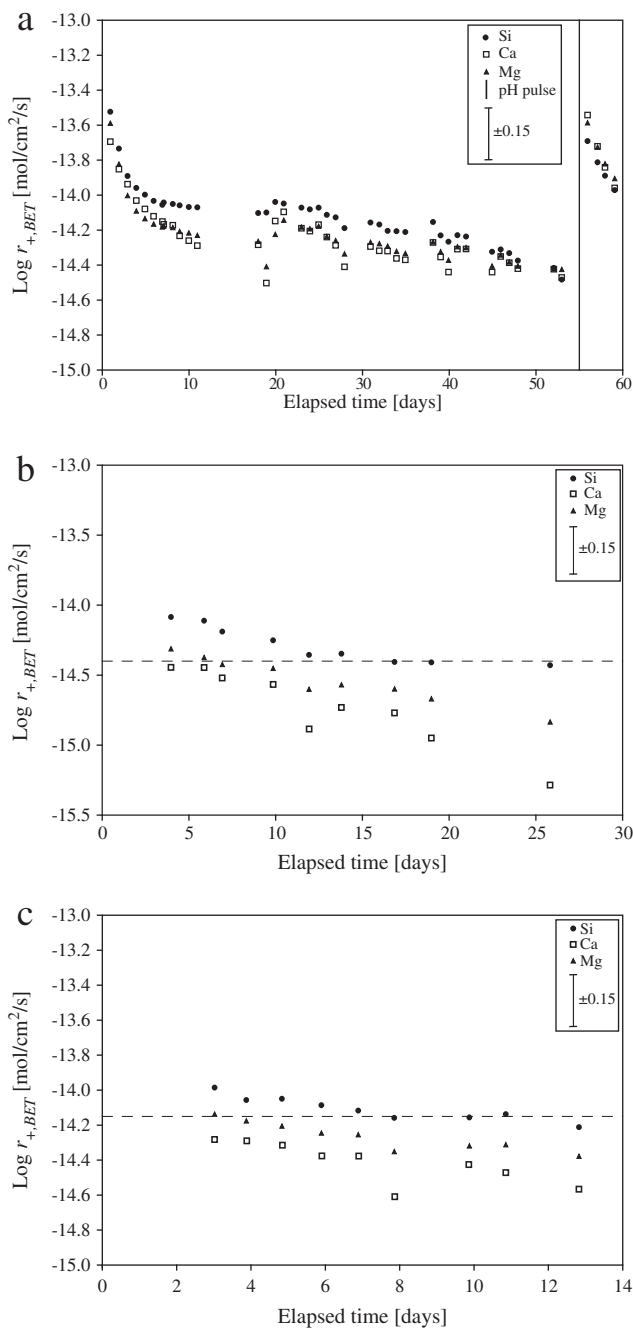 a
-13.0
-13.2
-13.4
-13.6
-13.8
-14.0
-14.2
-14.4
-14.6
-14.8
-15.0
Log r+,BET [mol/cm²/s]
Si
Ca
Mg
pH pulse
±0.15
0 10 20 30 40 50 60
Elapsed time [days]
b
-13.0
-13.5
-14.0
-14.5
-15.0
-15.5
Log r+,BET [mol/cm²/s]
Si
Ca
Mg
±0.15
0 5 10 15 20 25 30
Elapsed time [days]
c
-13.0
-13.2
-13.4
-13.6
-13.8
-14.0
-14.2
-14.4
-14.6
-14.8
-15.0
Log r+,BET [mol/cm²/s]
Si
Ca
Mg
±0.15
0 2 4 6 8 10 12 14
Elapsed time [days]